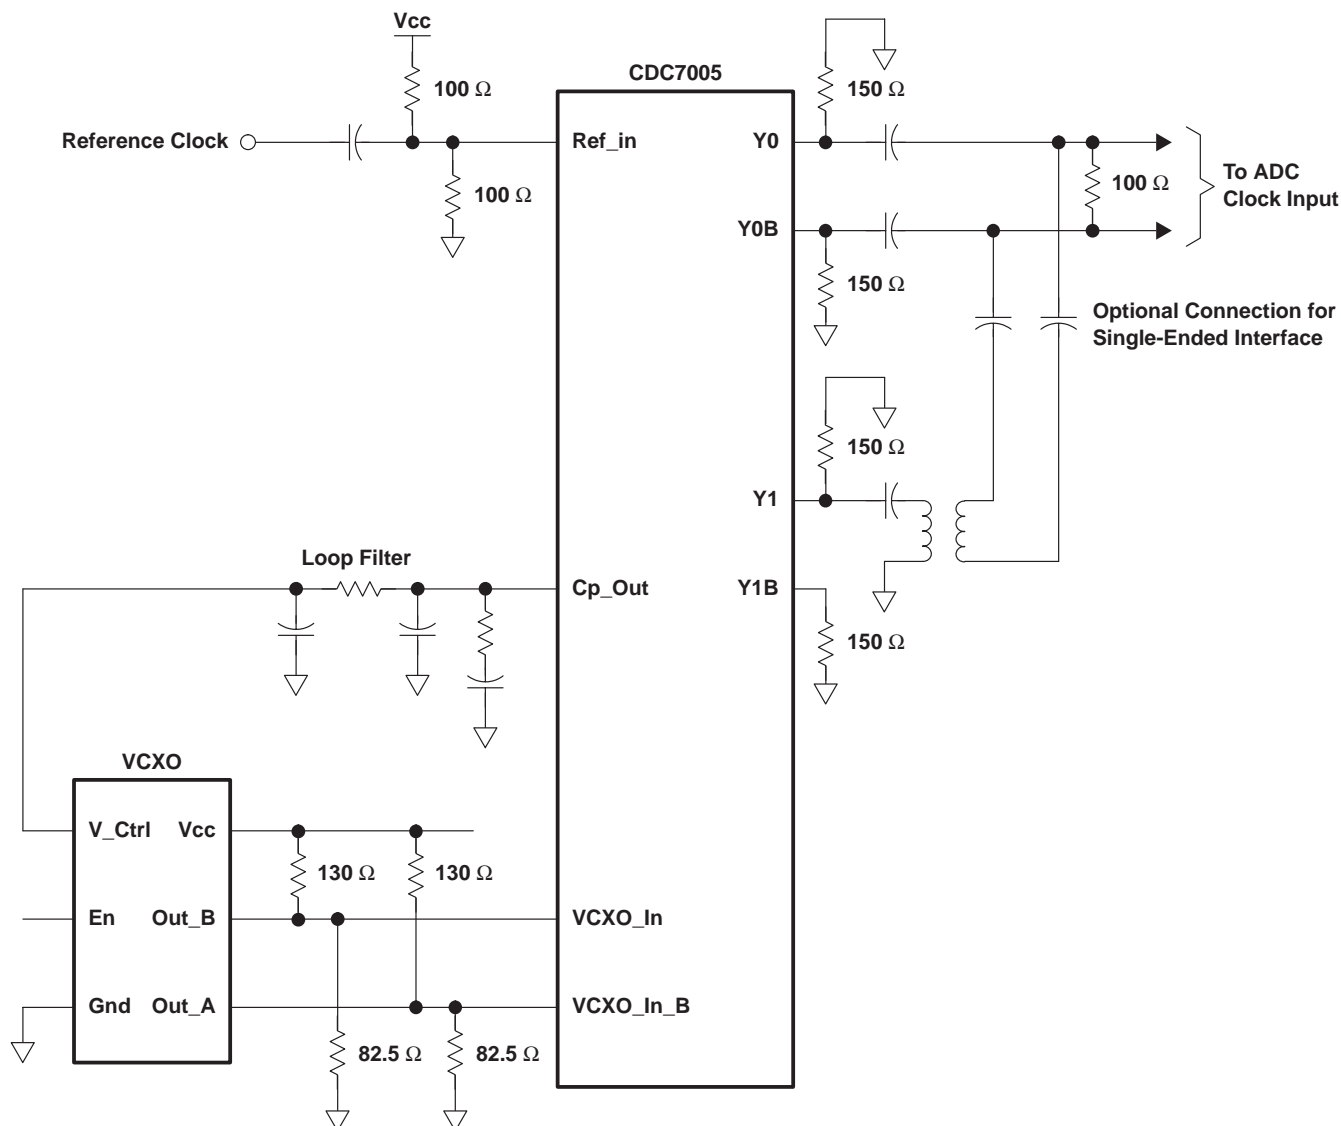 Vcc
CDC7005
100 Ω
150 Ω
Reference Clock
Ref_in
Y0
100 Ω
To ADC
Clock Input
100 Ω
Y0B
150 Ω
Optional Connection for
Single-Ended Interface
150 Ω
Y1
Loop Filter
Cp_Out
Y1B
150 Ω
VCXO
V_Ctrl
Vcc
130 Ω
130 Ω
En
Out_B
VCXO_In
Gnd
Out_A
VCXO_In_B
82.5 Ω
82.5 Ω